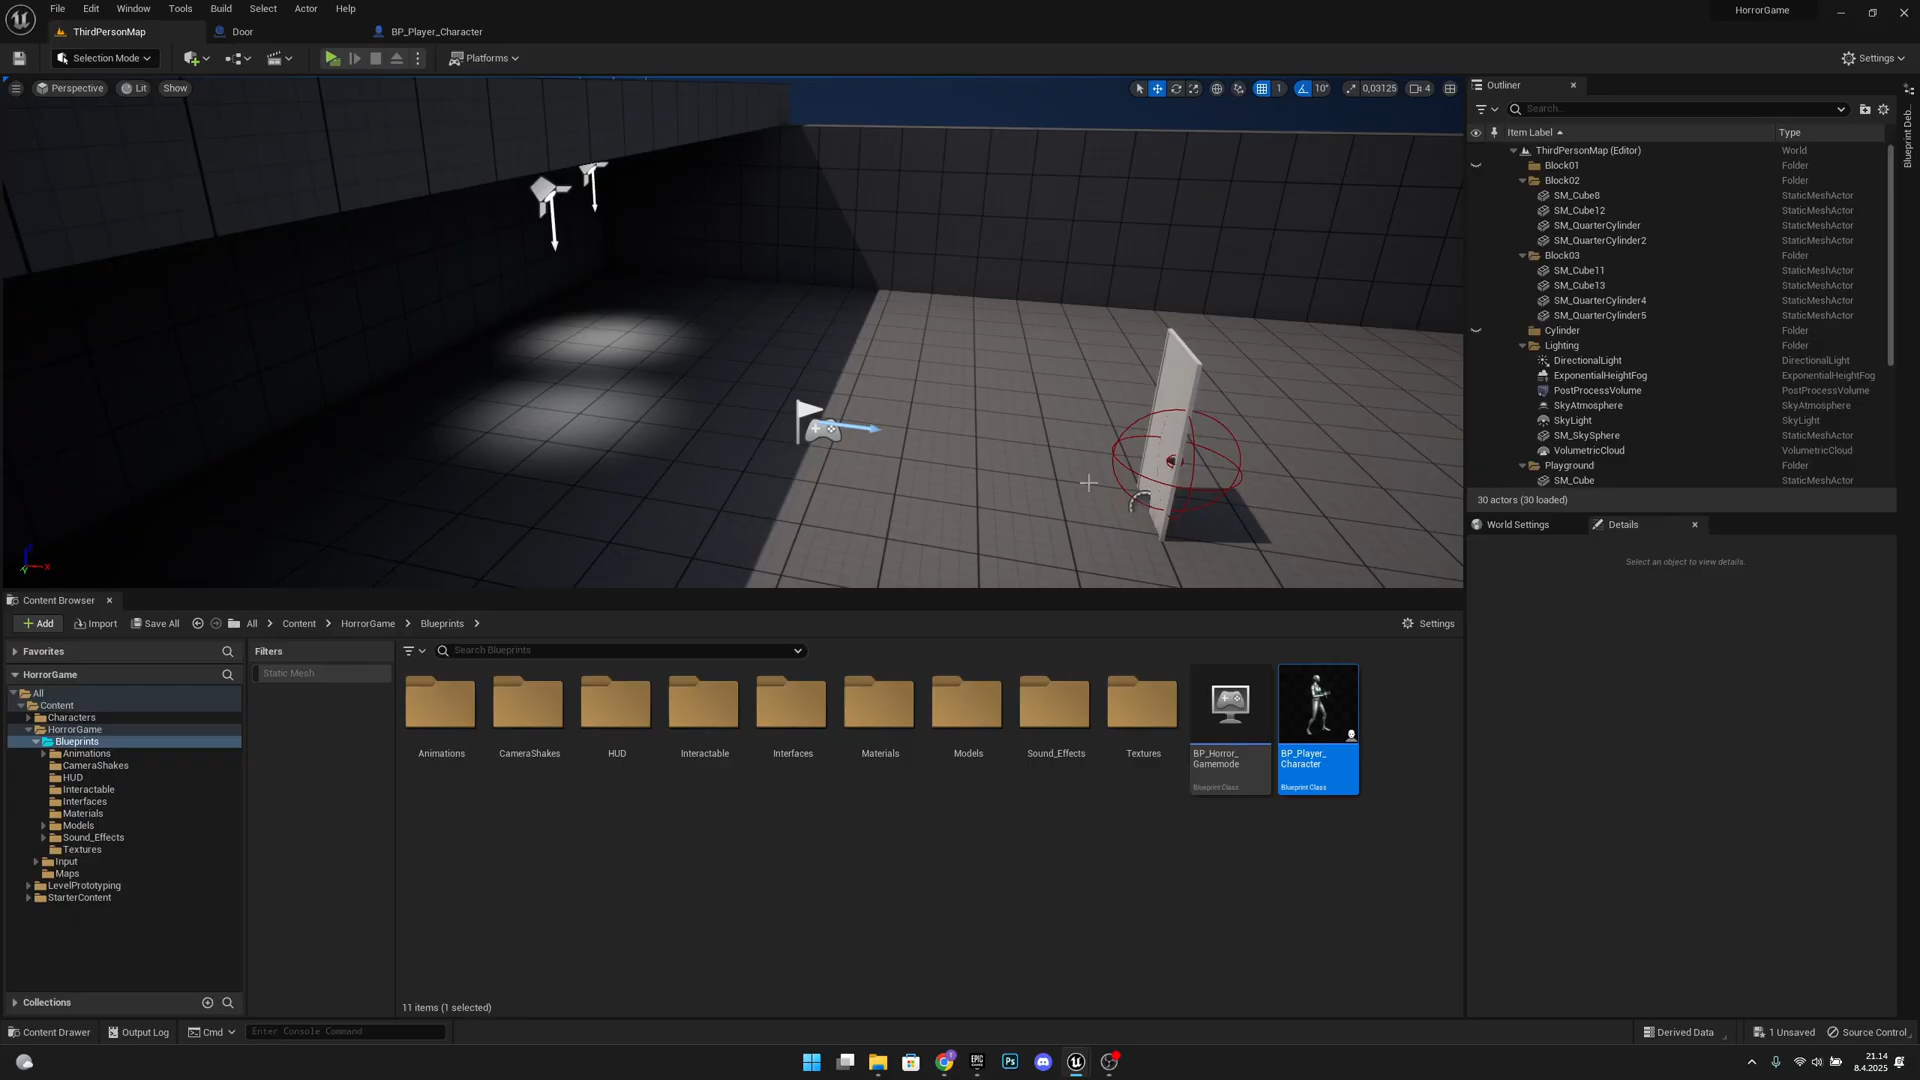 File Edit Window Tools Build Select Actor Help
HorrorGame
ThirdPersonMap Door BP_Player_Character
Selection Mode Platforms Settings
Perspective Lit Show
1 10° 0,03125 4
Outliner
Search...
Item Label Type
ThirdPersonMap (Editor) World
Block01 Folder
Block02 Folder
SM_Cube8 StaticMeshActor
SM_Cube12 StaticMeshActor
SM_QuarterCylinder StaticMeshActor
SM_QuarterCylinder2 StaticMeshActor
Block03 Folder
SM_Cube11 StaticMeshActor
SM_Cube13 StaticMeshActor
SM_QuarterCylinder4 StaticMeshActor
SM_QuarterCylinder5 StaticMeshActor
Cylinder Folder
Lighting Folder
DirectionalLight DirectionalLight
ExponentialHeightFog ExponentialHeightFog
PostProcessVolume PostProcessVolume
SkyAtmosphere SkyAtmosphere
SkyLight SkyLight
SM_SkySphere StaticMeshActor
VolumetricCloud VolumetricCloud
Playground Folder
SM_Cube StaticMeshActor
30 actors (30 loaded)
Blueprint Deb..
World Settings Details
Select an object to view details.
Content Browser
Add Import Save All All Content HorrorGame Blueprints Settings
Favorites
HorrorGame
All
Content
Characters
HorrorGame
Blueprints
Animations
CameraShakes
HUD
Interactable
Interfaces
Materials
Models
Sound_Effects
Textures
Input
Maps
LevelPrototyping
StarterContent
Collections
Filters
Static Mesh
Search Blueprints
Animations CameraShakes HUD Interactable Interfaces Materials Models Sound_Effects Textures
BP_Horror_
Gamemode
Blueprint Class
BP_Player_
Character
Blueprint Class
11 items (1 selected)
Content Drawer Output Log Cmd Enter Console Command Derived Data 1 Unsaved Source Control
21.14
8.4.2025